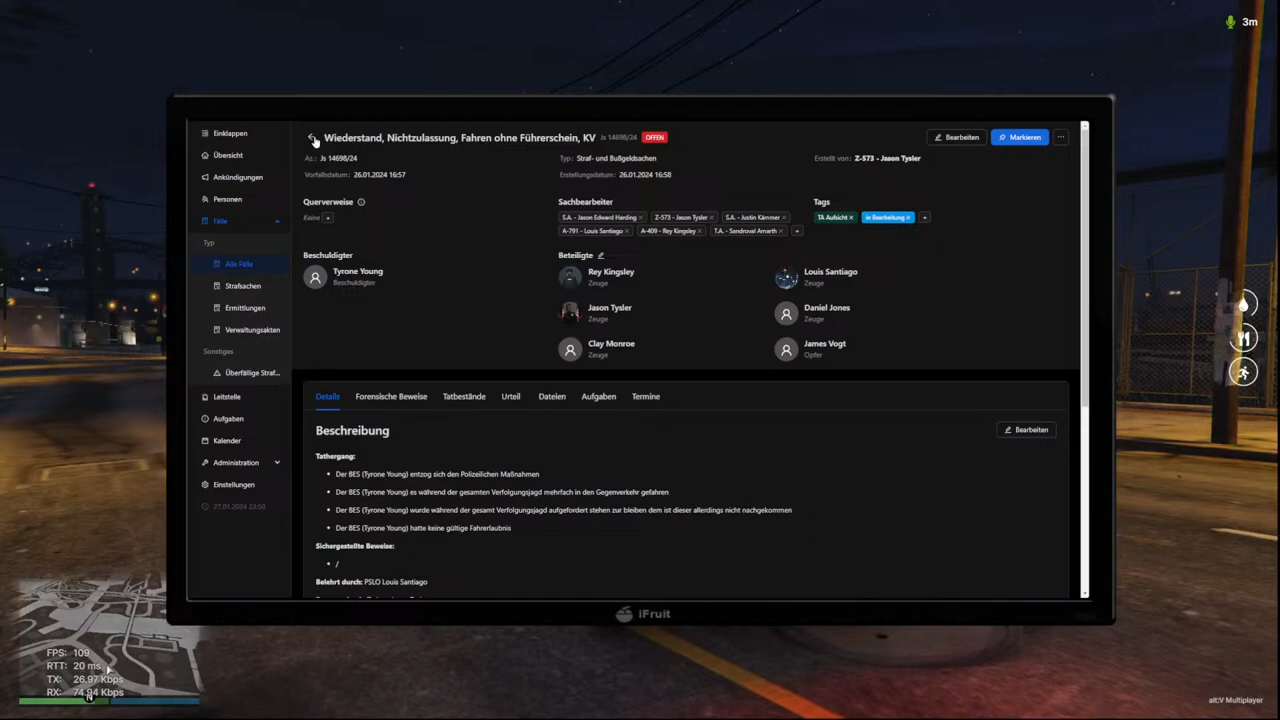 3m
Einklappen
Übersicht
Ankündigungen
Personen
Fälle
Typ
Alle Fälle
Strafsachen
Ermittlungen
Verwaltungsakten
Sonstiges
Überfällige Straf...
Leitstelle
Aufgaben
Kalender
Administration
Einstellungen
27.01.2024 23:50
Wiederstand, Nichtzulassung, Fahren ohne Führerschein, KV Js 14698/24 OFFEN
Bearbeiten Markieren ...
Az.: Js 14698/24 Typ: Straf- und Bußgeldsachen Erstellt von: Z-573 - Jason Tysler
Vorfallsdatum: 26.01.2024 16:57 Erstellungsdatum: 26.01.2024 16:58
Querverweise
Keine +
Sachbearbeiter
S.A. - Jason Edward Harding × Z-573 - Jason Tysler × S.A. - Justin Kämmer ×
A-791 - Louis Santiago × A-409 - Rey Kingsley × T.A. - Sandroval Amarth × +
Tags
TA Aufsicht × in Bearbeitung × +
Beschuldigter
Tyrone Young
Beschuldigter
Beteiligte
Rey Kingsley
Zeuge
Louis Santiago
Zeuge
Jason Tysler
Zeuge
Daniel Jones
Zeuge
Clay Monroe
Zeuge
James Vogt
Opfer
Details Forensische Beweise Tatbestände Urteil Dateien Aufgaben Termine
Beschreibung
Bearbeiten
Tathergang:
• Der BES (Tyrone Young) entzog sich den Polizeilichen Maßnahmen
• Der BES (Tyrone Young) es während der gesamten Verfolgungsjagd mehrfach in den Gegenverkehr gefahren
• Der BES (Tyrone Young) wurde während der gesamt Verfolgungsjagd aufgefordert stehen zur bleiben dem ist dieser allerdings nicht nachgekommen
• Der BES (Tyrone Young) hatte keine gültige Fahrerlaubnis
Sichergestellte Beweise:
• /
Belehrt durch: PSLO Louis Santiago
iFruit
FPS: 109
RTT: 20 ms
TX: 26.97 Kbps
RX: 74.94 Kbps
N
alt:V Multiplayer